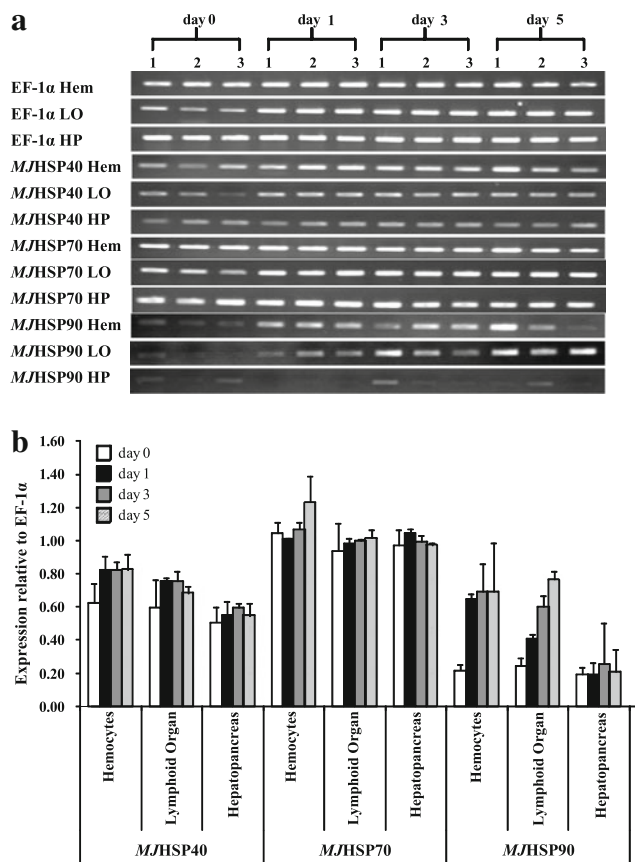 a
day 0 day 1 day 3 day 5
1 2 3 1 2 3 1 2 3 1 2 3
EF-1α Hem
EF-1α LO
EF-1α HP
MJHSP40 Hem
MJHSP40 LO
MJHSP40 HP
MJHSP70 Hem
MJHSP70 LO
MJHSP70 HP
MJHSP90 Hem
MJHSP90 LO
MJHSP90 HP
b
Expression relative to EF-1α
1.60
1.40
1.20
1.00
0.80
0.60
0.40
0.20
0.00
day 0
day 1
day 3
day 5
Hemocytes
Lymphoid Organ
Hepatopancreas
Hemocytes
Lymphoid Organ
Hepatopancreas
Hemocytes
Lymphoid Organ
Hepatopancreas
MJHSP40 MJHSP70 MJHSP90